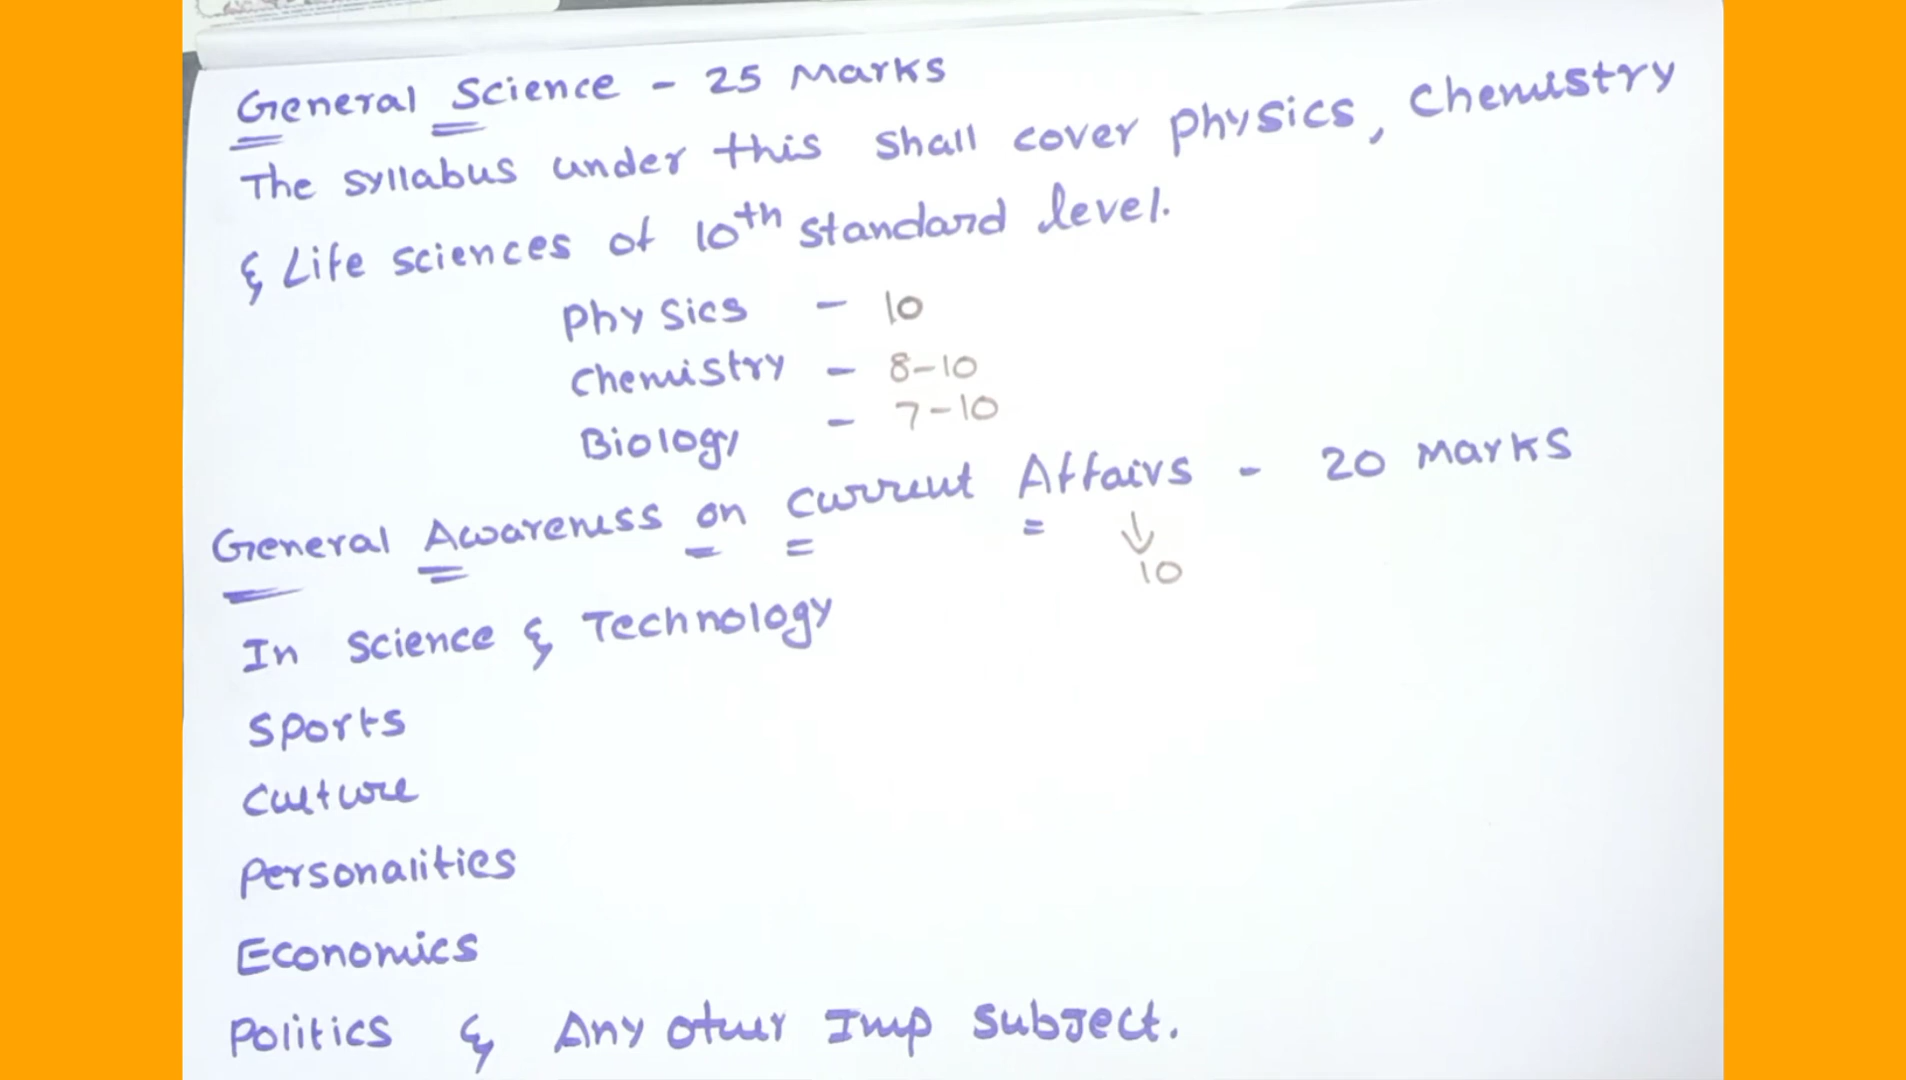 General Science - 25 Marks
The syllabus under this shall cover physics, chemistry
& Life sciences of 10th standard level.
Physics - 10
Chemistry - 8-10
Biology - 7-10
General Awareness on Current Affairs - 20 Marks
↓
10
In Science & Technology
Sports
Culture
Personalities
Economics
Politics & Any other Imp subject.